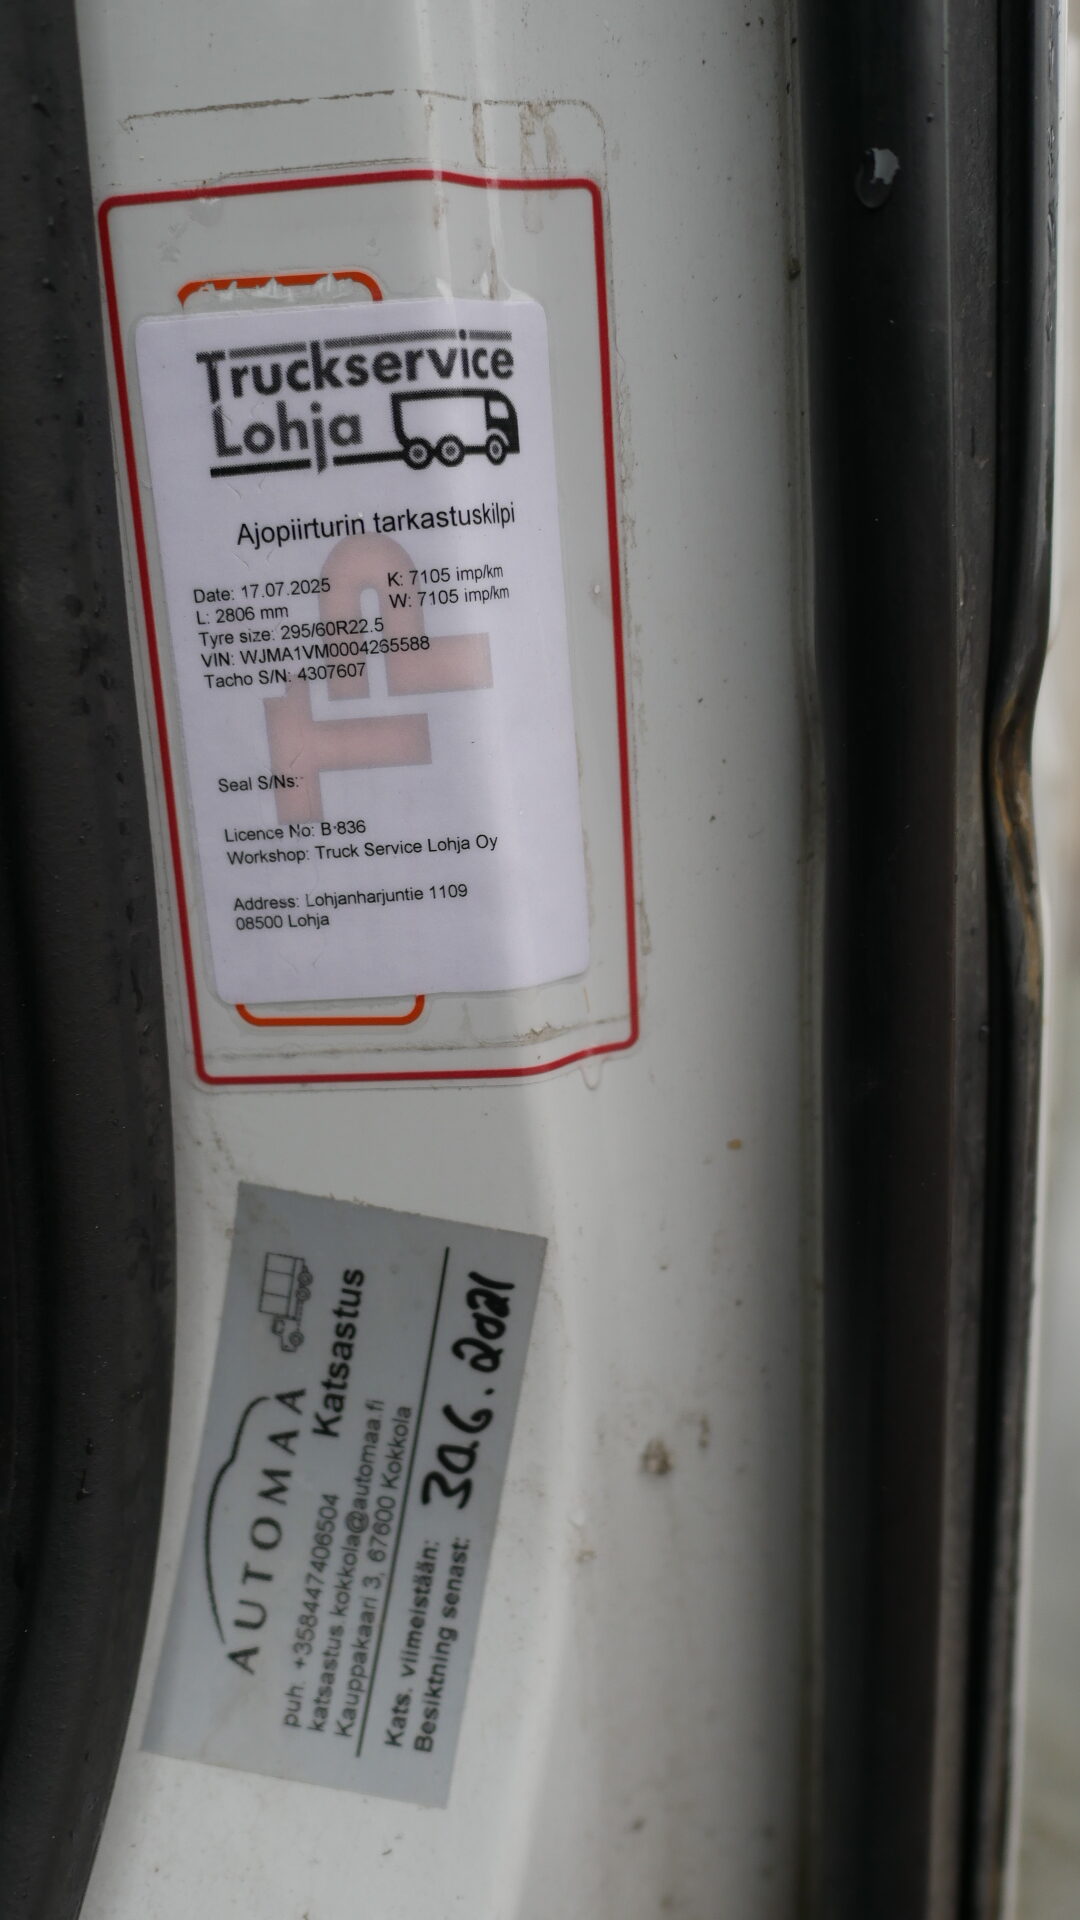 Truckservice
Lohja
Ajopiirturin tarkastuskilpi
Date: 17.07.2025
K: 7105 imp/km
L: 2806 mm
W: 7105 imp/km
Tyre size: 295/60R22.5
VIN: WJMA1VM0004265588
Tacho S/N: 4307607
Seal S/Ns:
Licence No: B-836
Workshop: Truck Service Lohja Oy
Address: Lohjanharjuntie 1109
08500 Lohja
AUTOMAA
Katsastus
puh. +358447406504
katsastus.kokkola@automaa.fi
Kauppakaari 3, 67600 Kokkola
Kats. viimeistään:
Besiktning senast:
30.6.2021